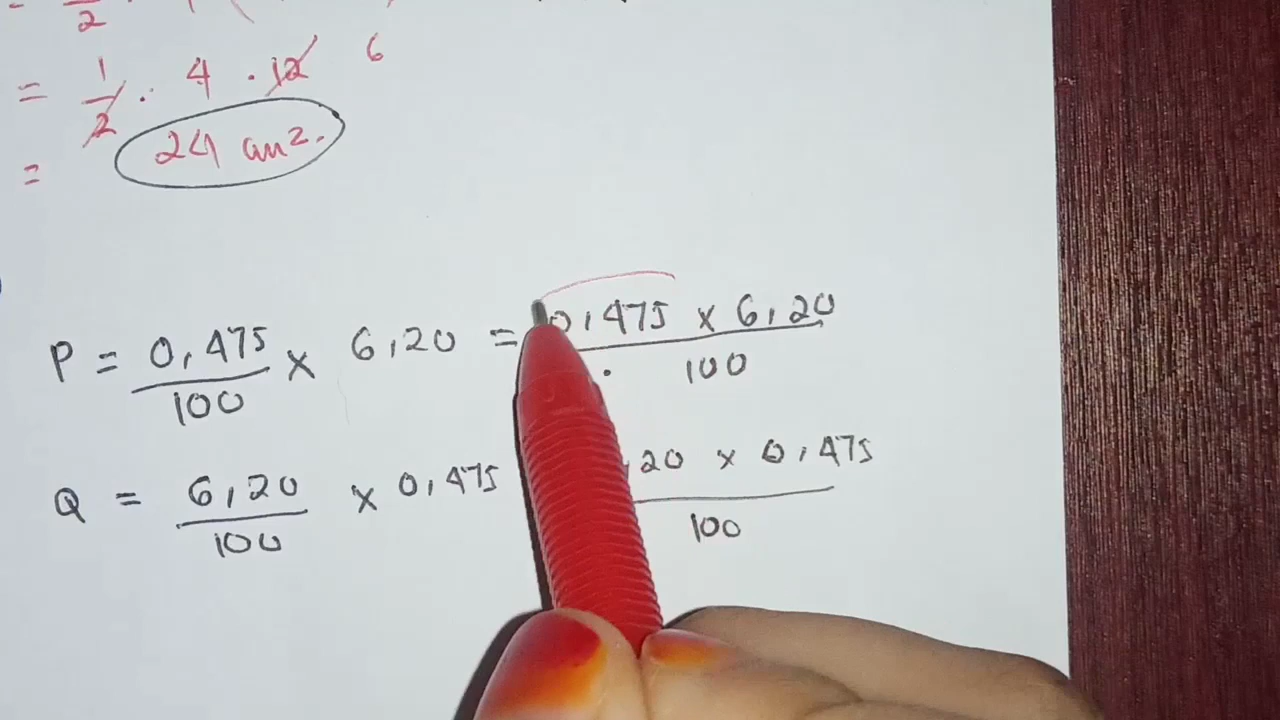 2
= 1/2 . 4 . 12 6
= 24 cm².
P = 0,475/100 x 6,20 = 0,475 x 6,20/100
Q = 6,20/100 x 0,475 ,20 x 0,475/100